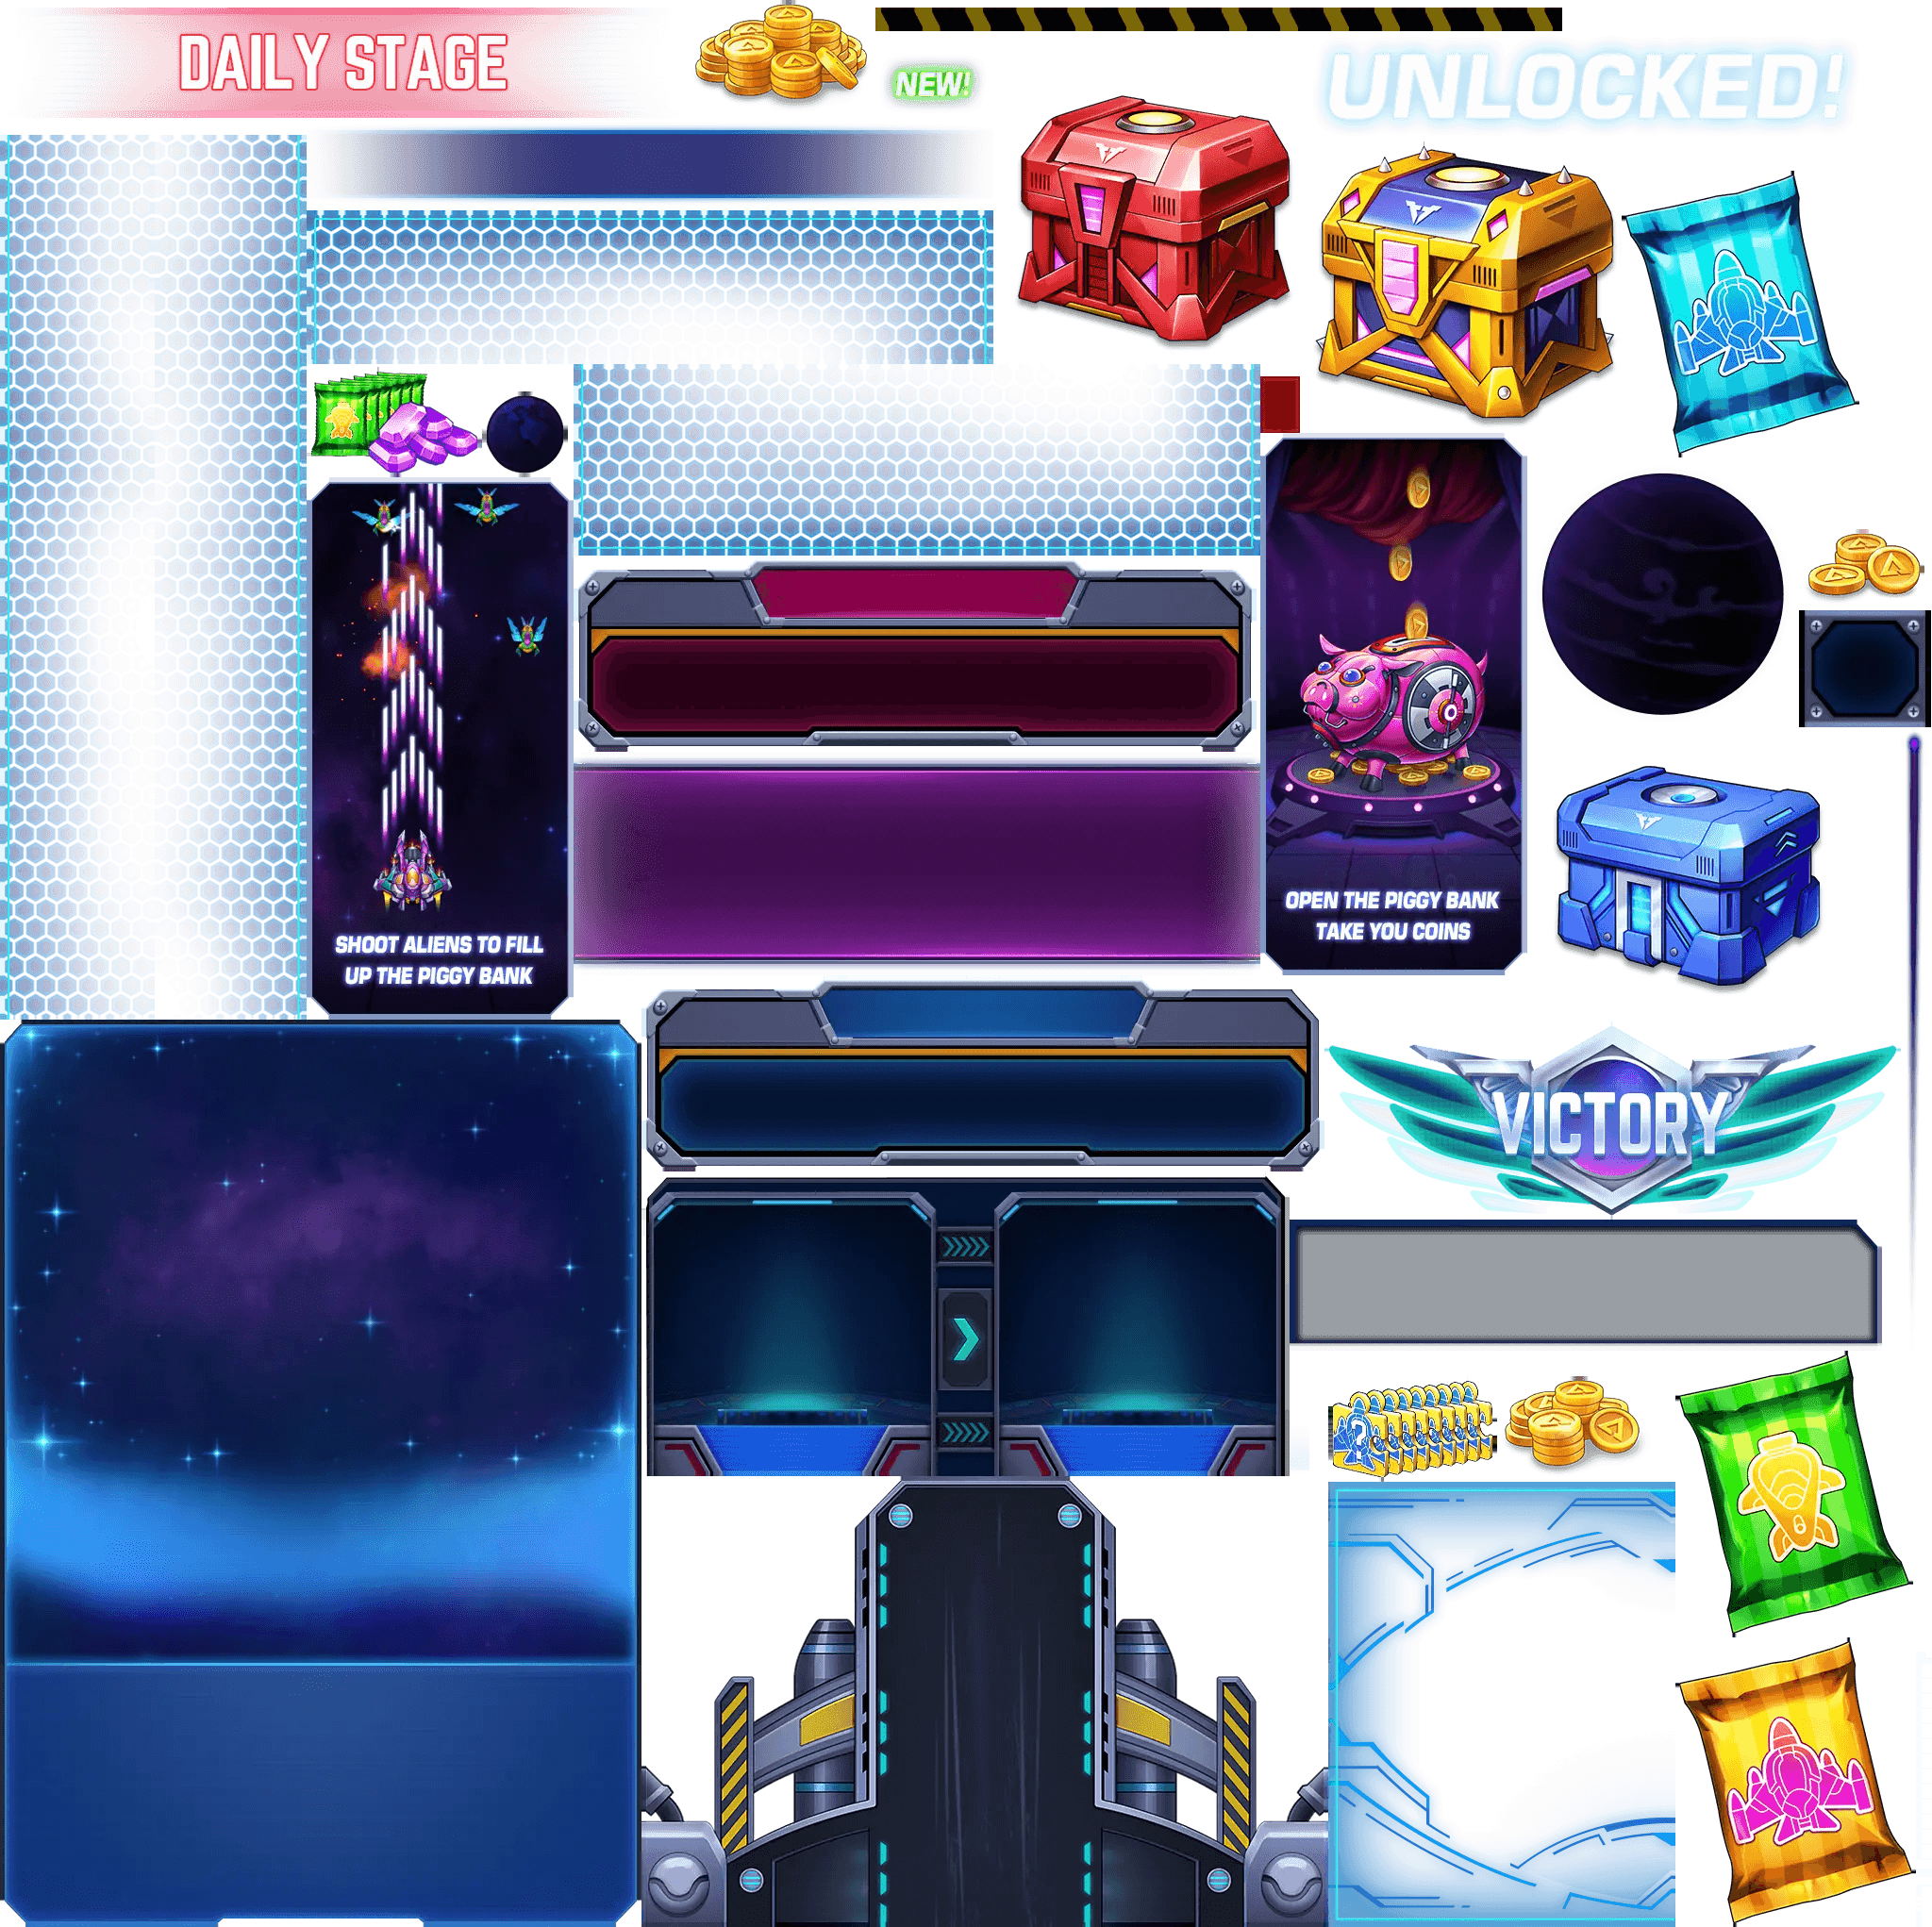 DAILY STAGE
NEW!
UNLOCKED!
SHOOT ALIENS TO FILL
UP THE PIGGY BANK
OPEN THE PIGGY BANK
TAKE YOU COINS
VICTORY
?